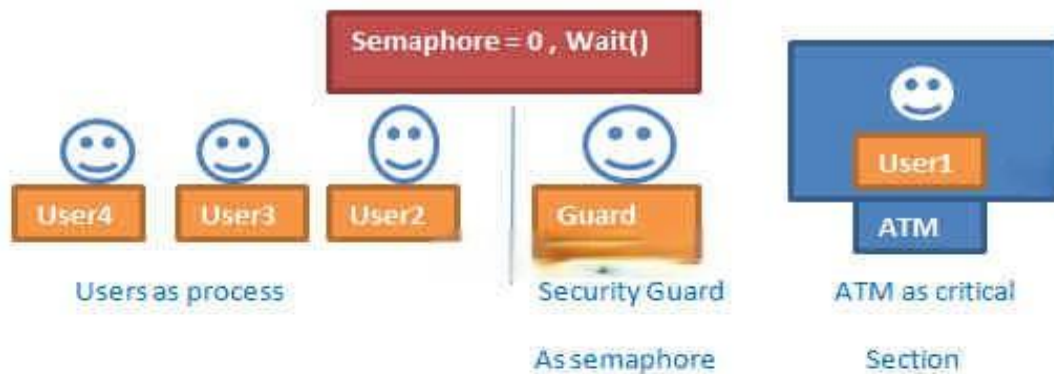 Semaphore = 0 , Wait()
User1
User4
User3
User2
Guard
ATM
Users as process
Security Guard
As semaphore
ATM as critical
Section